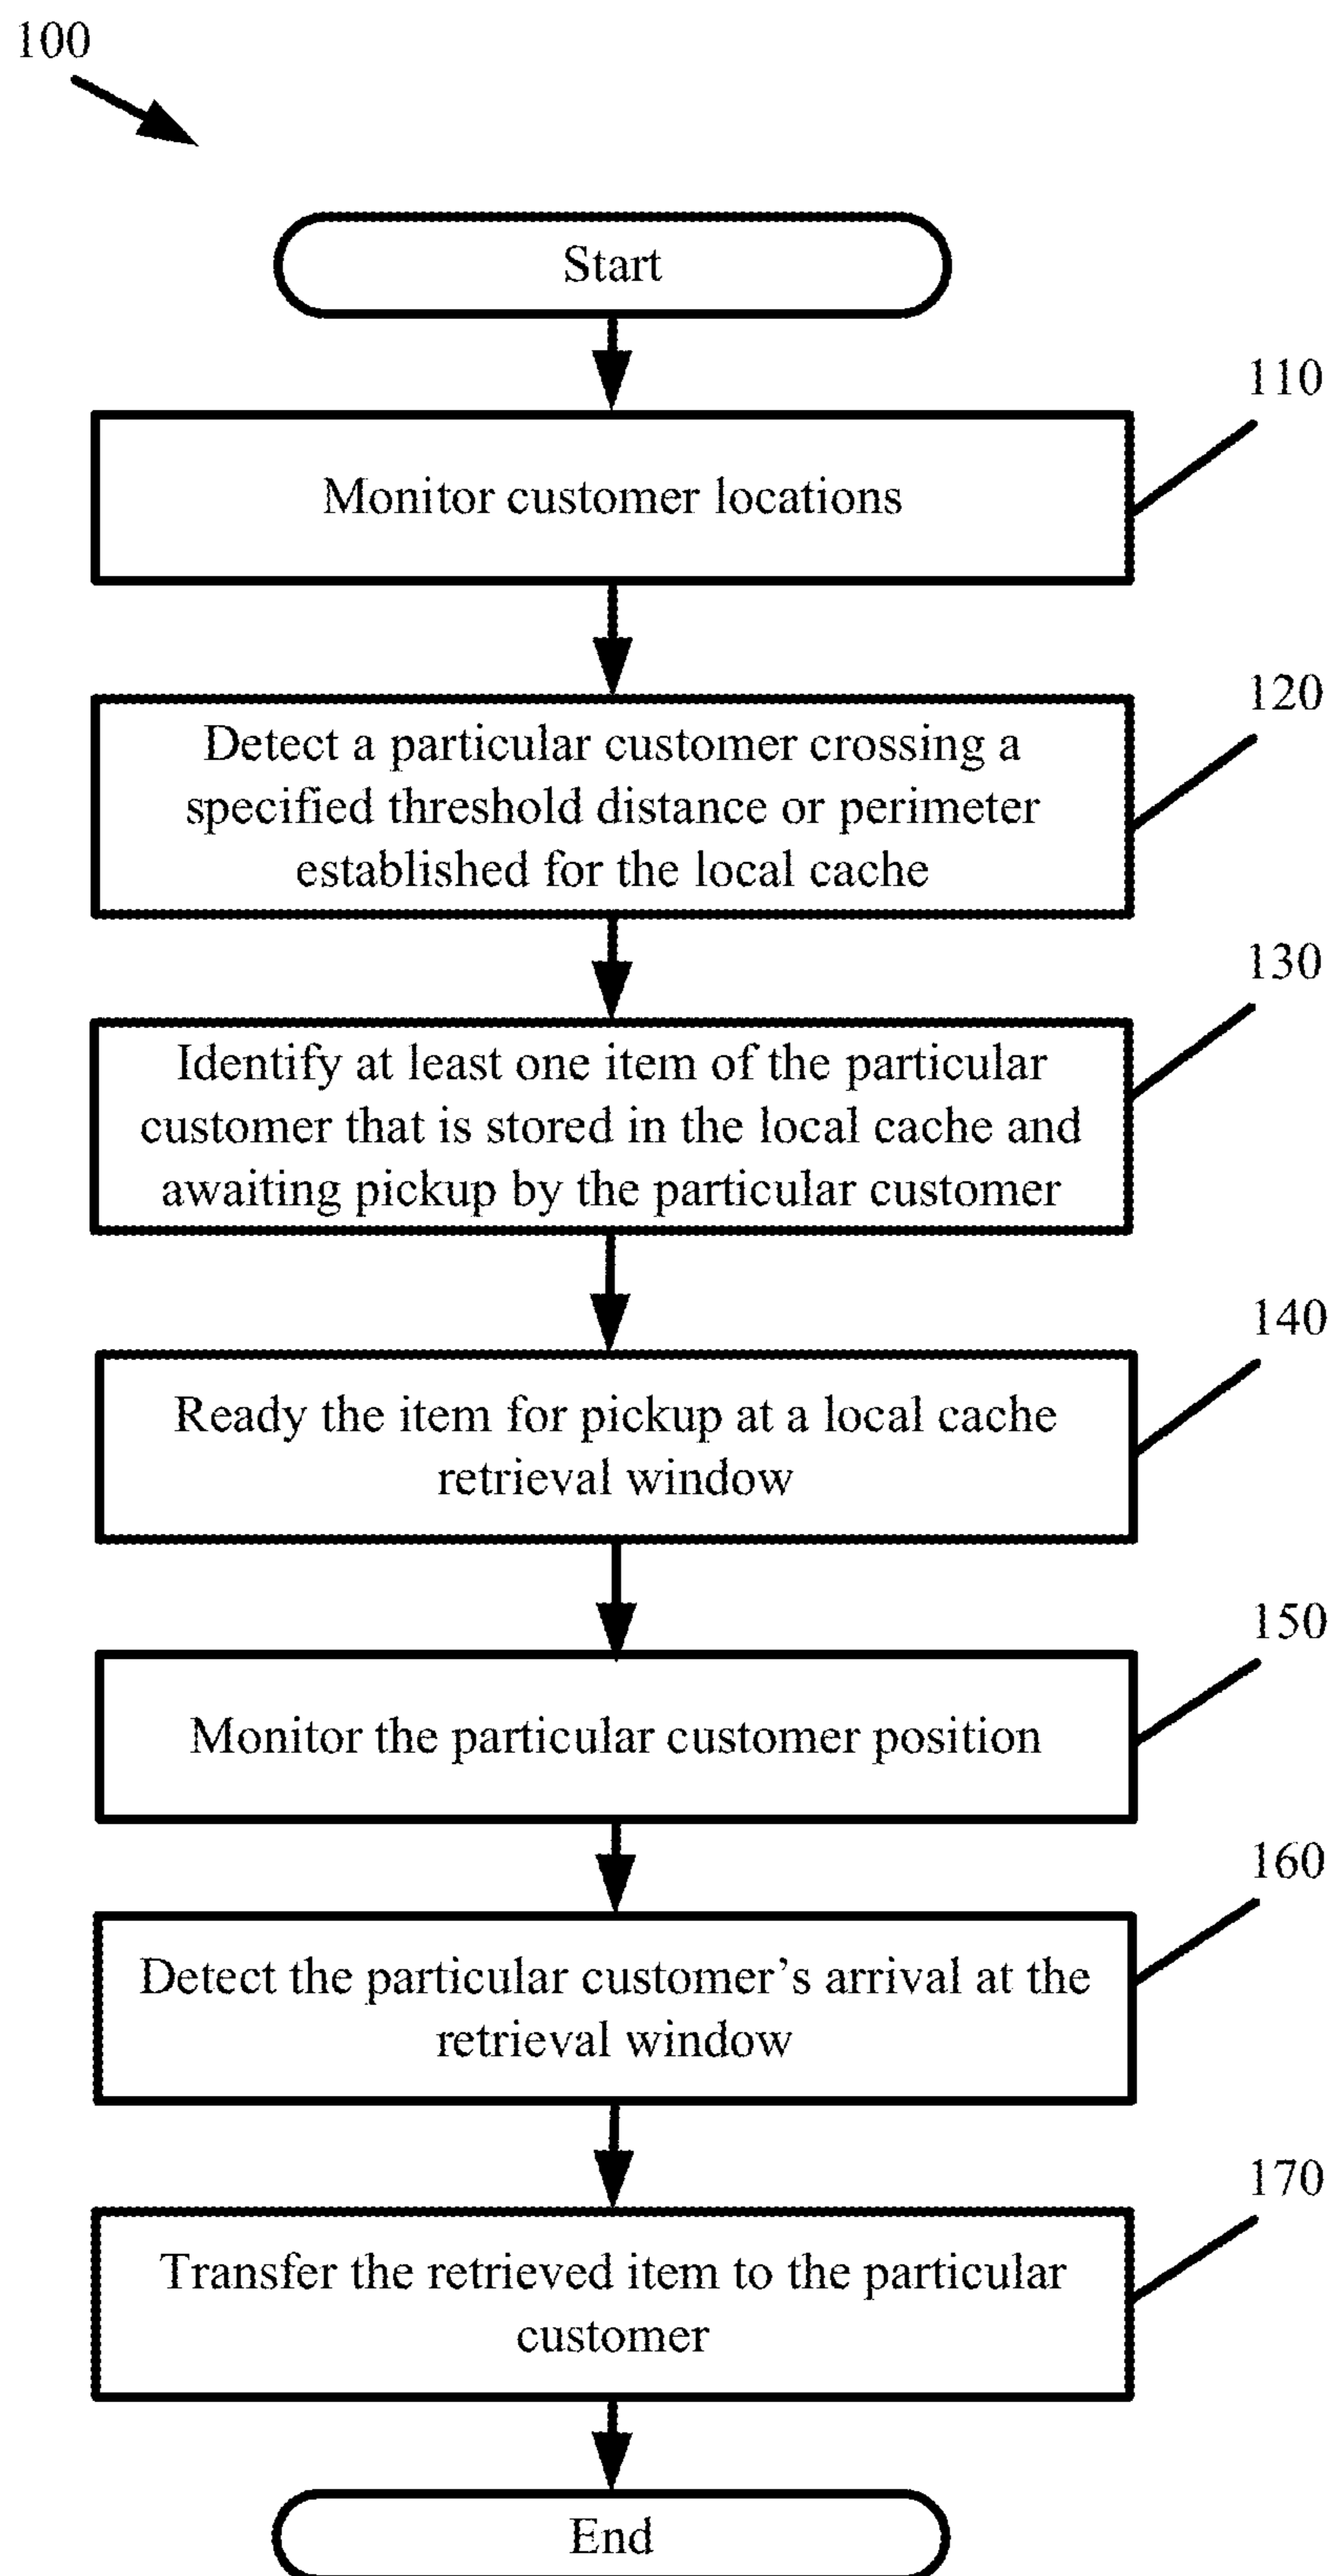 100
Start
110
Monitor customer locations
120
Detect a particular customer crossing a
specified threshold distance or perimeter
established for the local cache
130
Identify at least one item of the particular
customer that is stored in the local cache and
awaiting pickup by the particular customer
140
Ready the item for pickup at a local cache
retrieval window
150
Monitor the particular customer position
160
Detect the particular customer’s arrival at the
retrieval window
170
Transfer the retrieved item to the particular
customer
End